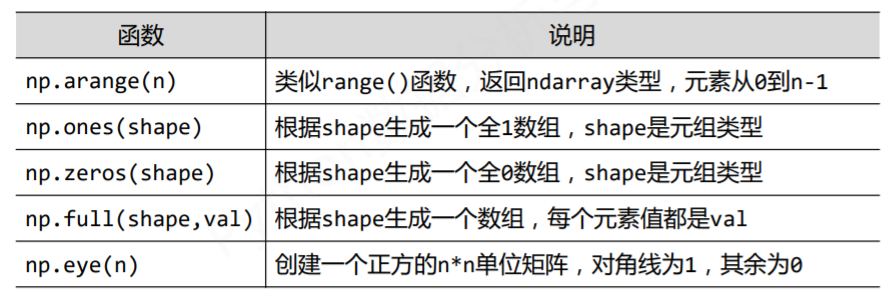 函数 说明
np.arange(n) 类似range()函数，返回ndarray类型，元素从0到n-1
np.ones(shape) 根据shape生成一个全1数组，shape是元组类型
np.zeros(shape) 根据shape生成一个全0数组，shape是元组类型
np.full(shape,val) 根据shape生成一个数组，每个元素值都是val
np.eye(n) 创建一个正方的n*n单位矩阵，对角线为1，其余为0